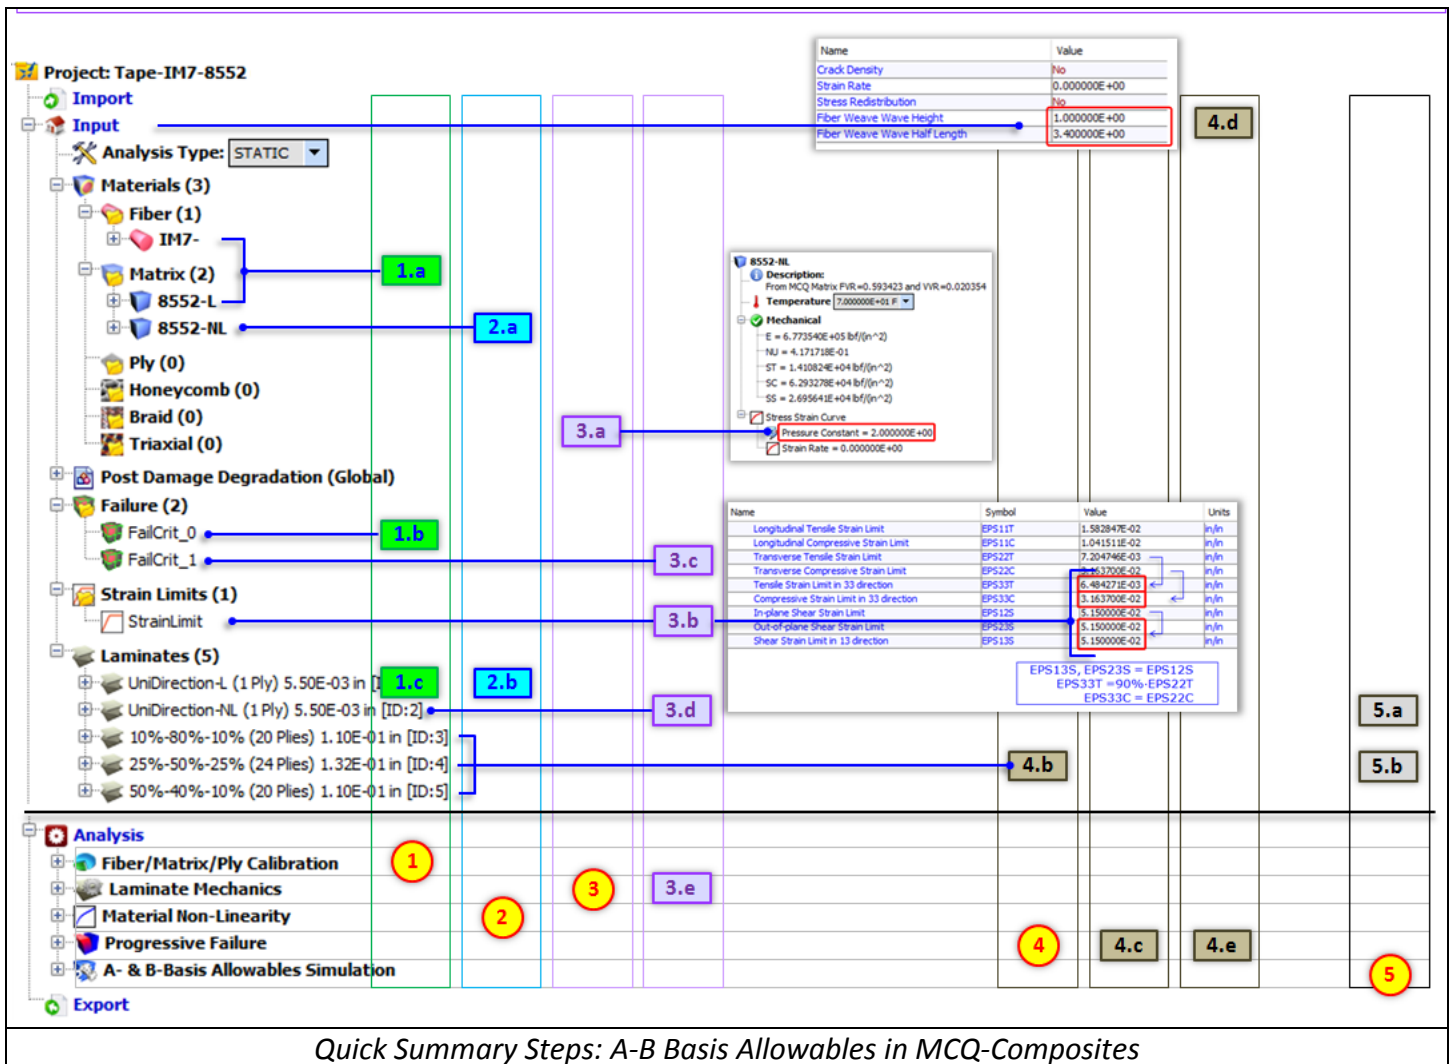 Project: Tape-IM7-8552
Import
Input
Analysis Type: STATIC
Materials (3)
Fiber (1)
IM7-
Matrix (2)
8552-L
8552-NL
Ply (0)
Honeycomb (0)
Braid (0)
Triaxial (0)
Post Damage Degradation (Global)
Failure (2)
FailCrit_0
FailCrit_1
Strain Limits (1)
StrainLimit
Laminates (5)
UniDirection-L (1 Ply) 5.50E-03 in [I
UniDirection-NL (1 Ply) 5.50E-03 in [ID:2]
10%-80%-10% (20 Plies) 1.10E-01 in [ID:3]
25%-50%-25% (24 Plies) 1.32E-01 in [ID:4]
50%-40%-10% (20 Plies) 1.10E-01 in [ID:5]
Analysis
Fiber/Matrix/Ply Calibration
Laminate Mechanics
Material Non-Linearity
Progressive Failure
A- & B-Basis Allowables Simulation
Export
1.a
1.b
1.c
1
2.a
2.b
2
3.a
3
3.c
3.b
3.d
3.e
Name Value
Crack Density No
Strain Rate 0.000000E+00
Stress Redistribution No
Fiber Weave Wave Height 1.000000E+00
Fiber Weave Wave Half Length 3.400000E+00
8552-NL
Description:
From MCQ Matrix FVR=0.593423 and VVR=0.020354
Temperature 7.000000E+01 F
Mechanical
E = 6.773540E+05 lbf/(in^2)
NU = 4.171718E-01
ST = 1.410824E+04 lbf/(in^2)
SC = 6.293278E+04 lbf/(in^2)
SS = 2.695641E+04 lbf/(in^2)
Stress Strain Curve
Pressure Constant = 2.000000E+00
Strain Rate = 0.000000E+00
Name Symbol Value Units
Longitudinal Tensile Strain Limit EPS11T 1.582847E-02 in/in
Longitudinal Compressive Strain Limit EPS11C 1.041511E-02 in/in
Transverse Tensile Strain Limit EPS22T 7.204746E-03 in/in
Transverse Compressive Strain Limit EPS22C 3.163700E-02 in/in
Tensile Strain Limit in 33 direction EPS33T 6.484271E-03 in/in
Compressive Strain Limit in 33 direction EPS33C 3.163700E-02 in/in
In-plane Shear Strain Limit EPS12S 5.150000E-02 in/in
Out-of-plane Shear Strain Limit EPS23S 5.150000E-02 in/in
Shear Strain Limit in 13 direction EPS13S 5.150000E-02 in/in
EPS13S, EPS23S = EPS12S
EPS33T =90%·EPS22T
EPS33C = EPS22C
4.b
4
4.c
4.d
4.e
5.a
5.b
5
Quick Summary Steps: A-B Basis Allowables in MCQ-Composites